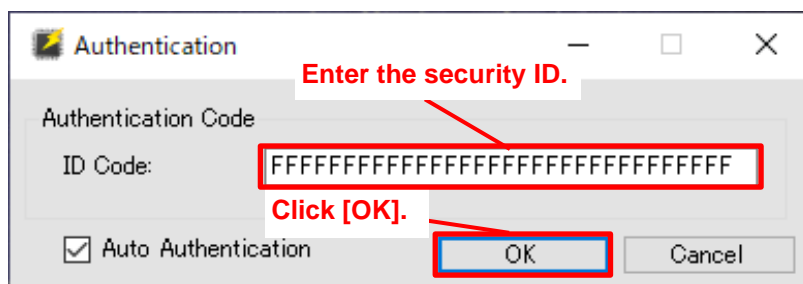 Authentication
Enter the security ID.
Authentication Code
ID Code:
FFFFFFFFFFFFFFFFFFFFFFFFFFFFFFFF
Click [OK].
Auto Authentication
OK
Cancel